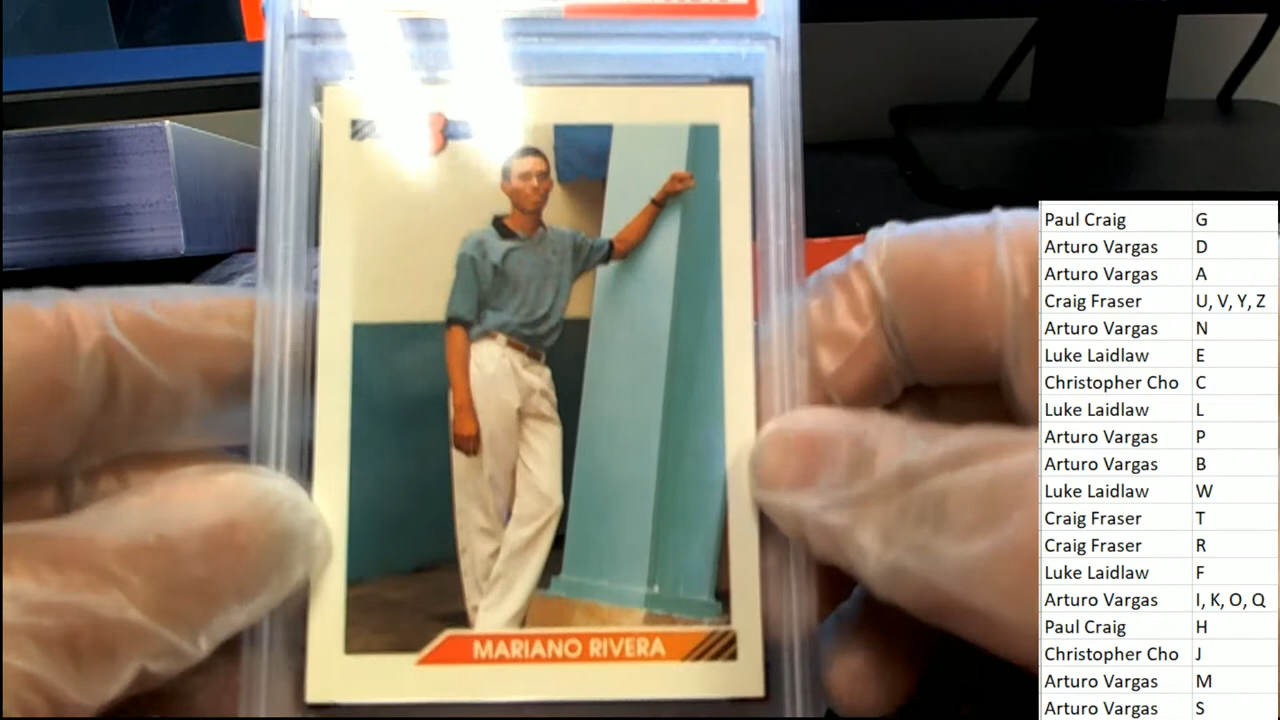 MARIANO RIVERA
Paul Craig G
Arturo Vargas D
Arturo Vargas A
Craig Fraser U, V, Y, Z
Arturo Vargas N
Luke Laidlaw E
Christopher Cho C
Luke Laidlaw L
Arturo Vargas P
Arturo Vargas B
Luke Laidlaw W
Craig Fraser T
Craig Fraser R
Luke Laidlaw F
Arturo Vargas I, K, O, Q
Paul Craig H
Christopher Cho J
Arturo Vargas M
Arturo Vargas S